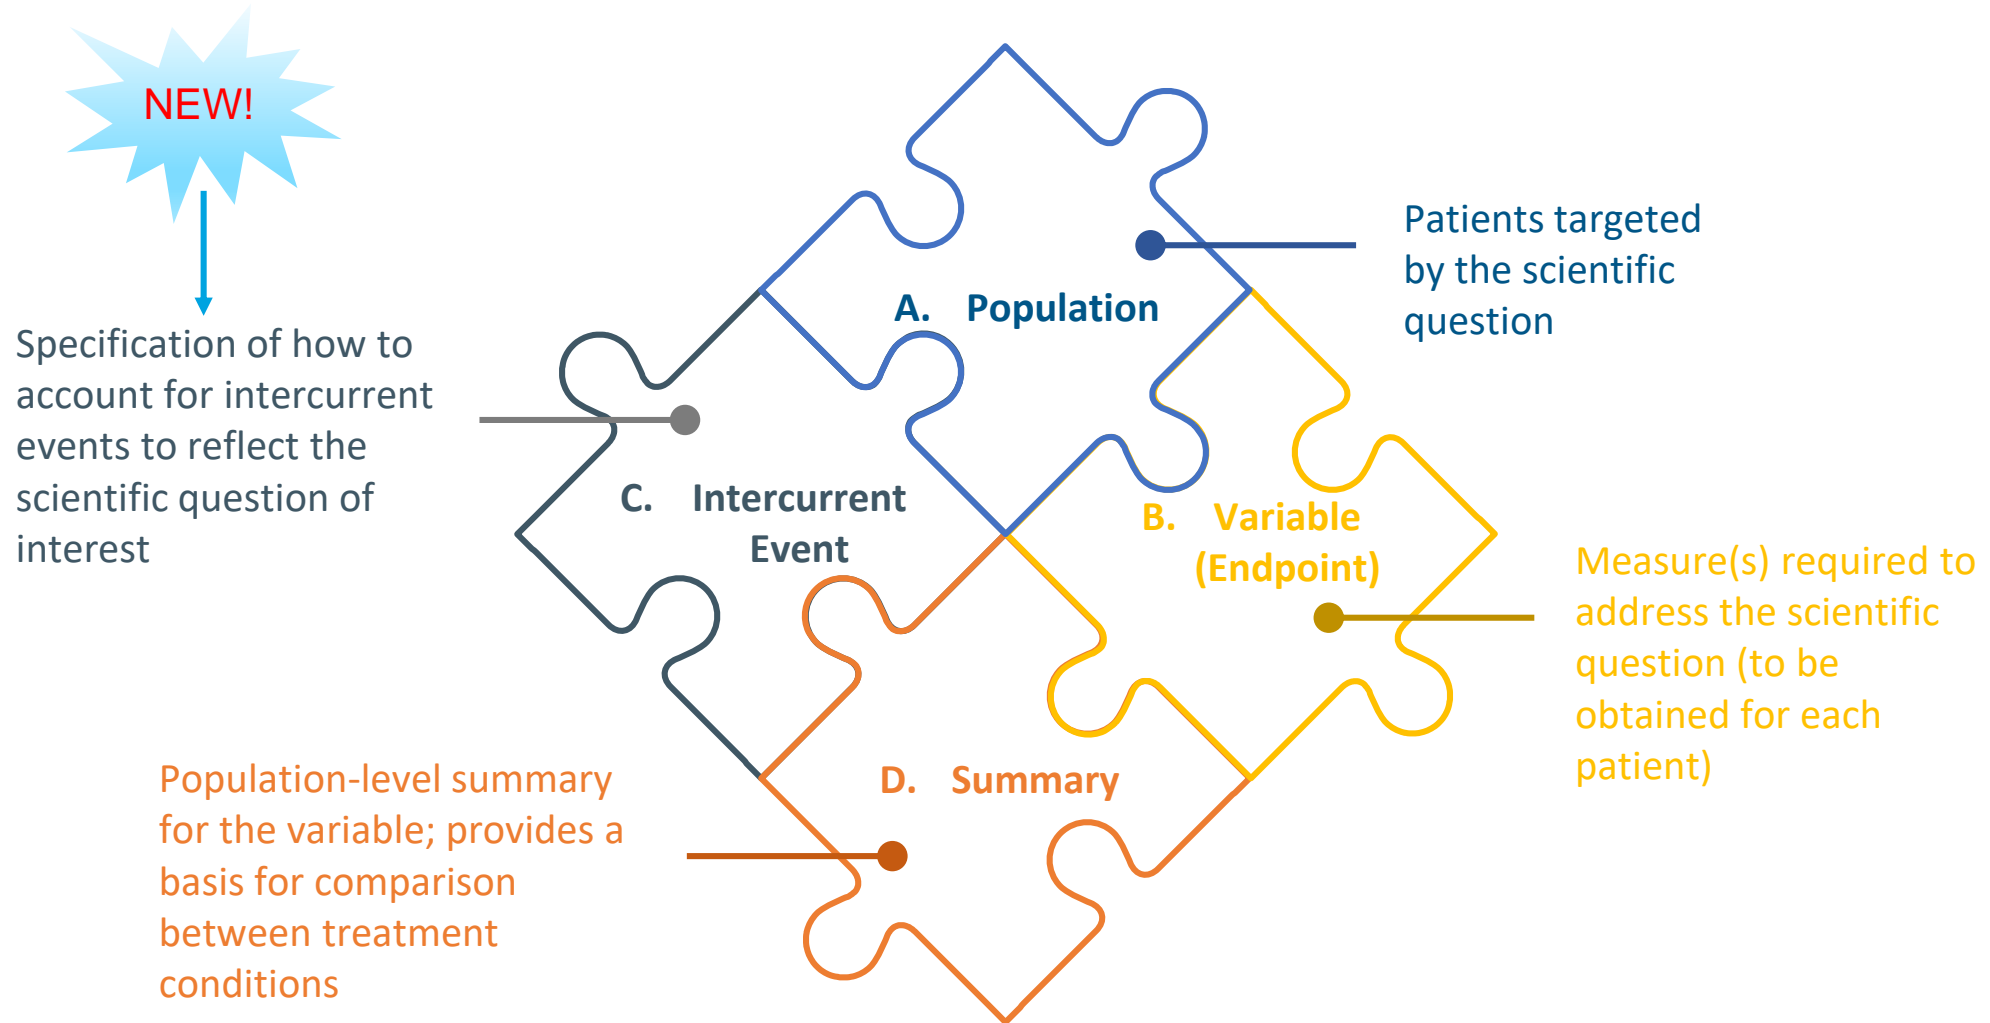 NEW!
Specification of how to
account for intercurrent
events to reflect the
scientific question of
interest
A. Population
Patients targeted
by the scientific
question
C. Intercurrent
Event
B. Variable
(Endpoint)
Measure(s) required to
address the scientific
question (to be
obtained for each
patient)
D. Summary
Population-level summary
for the variable; provides a
basis for comparison
between treatment
conditions